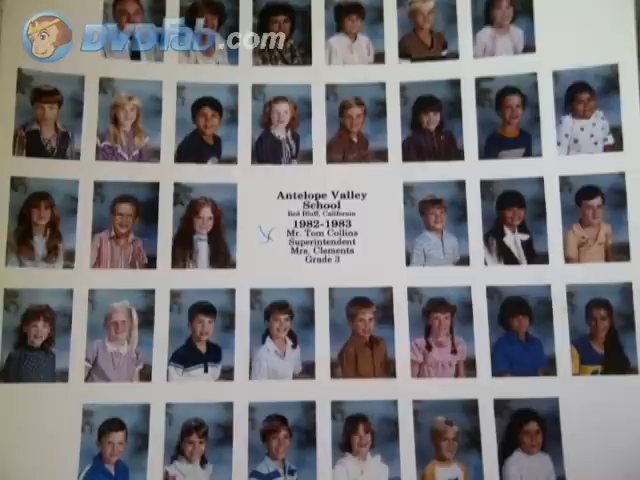 DVDFab.com
Antelope Valley
School
Red Bluff, California
1982-1983
Mr. Tom Collins
Superintendent
Mrs. Clements
Grade 3